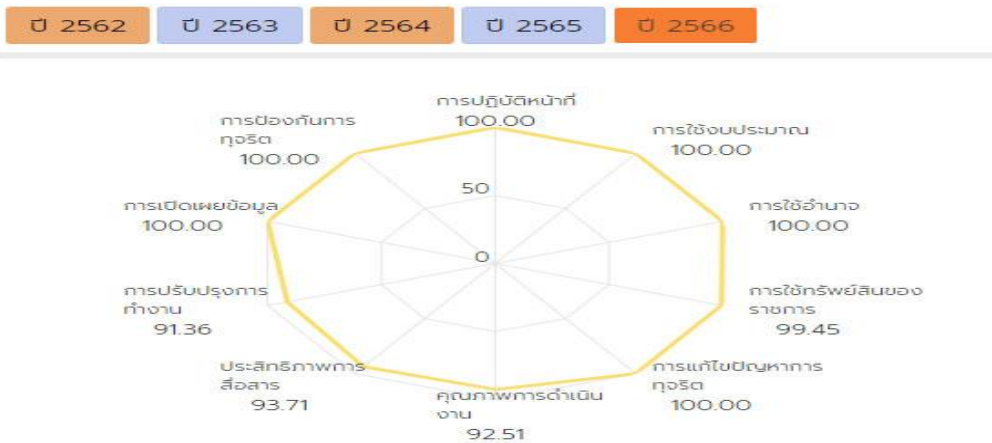 ปี 2562 ปี 2563 ปี 2564 ปี 2565 ปี 2566
การปฏิบัติหน้าที่
100.00
การใช้งบประมาณ
100.00
การใช้อำนาจ
100.00
การใช้ทรัพย์สินของ
ราชการ
99.45
การแก้ไขปัญหาการ
ทุจริต
100.00
คุณภาพการดำเนิน
งาน
92.51
ประสิทธิภาพการ
สื่อสาร
93.71
การปรับปรุงการ
ทำงาน
91.36
การเปิดเผยข้อมูล
100.00
การป้องกันการ
ทุจริต
100.00
50
0